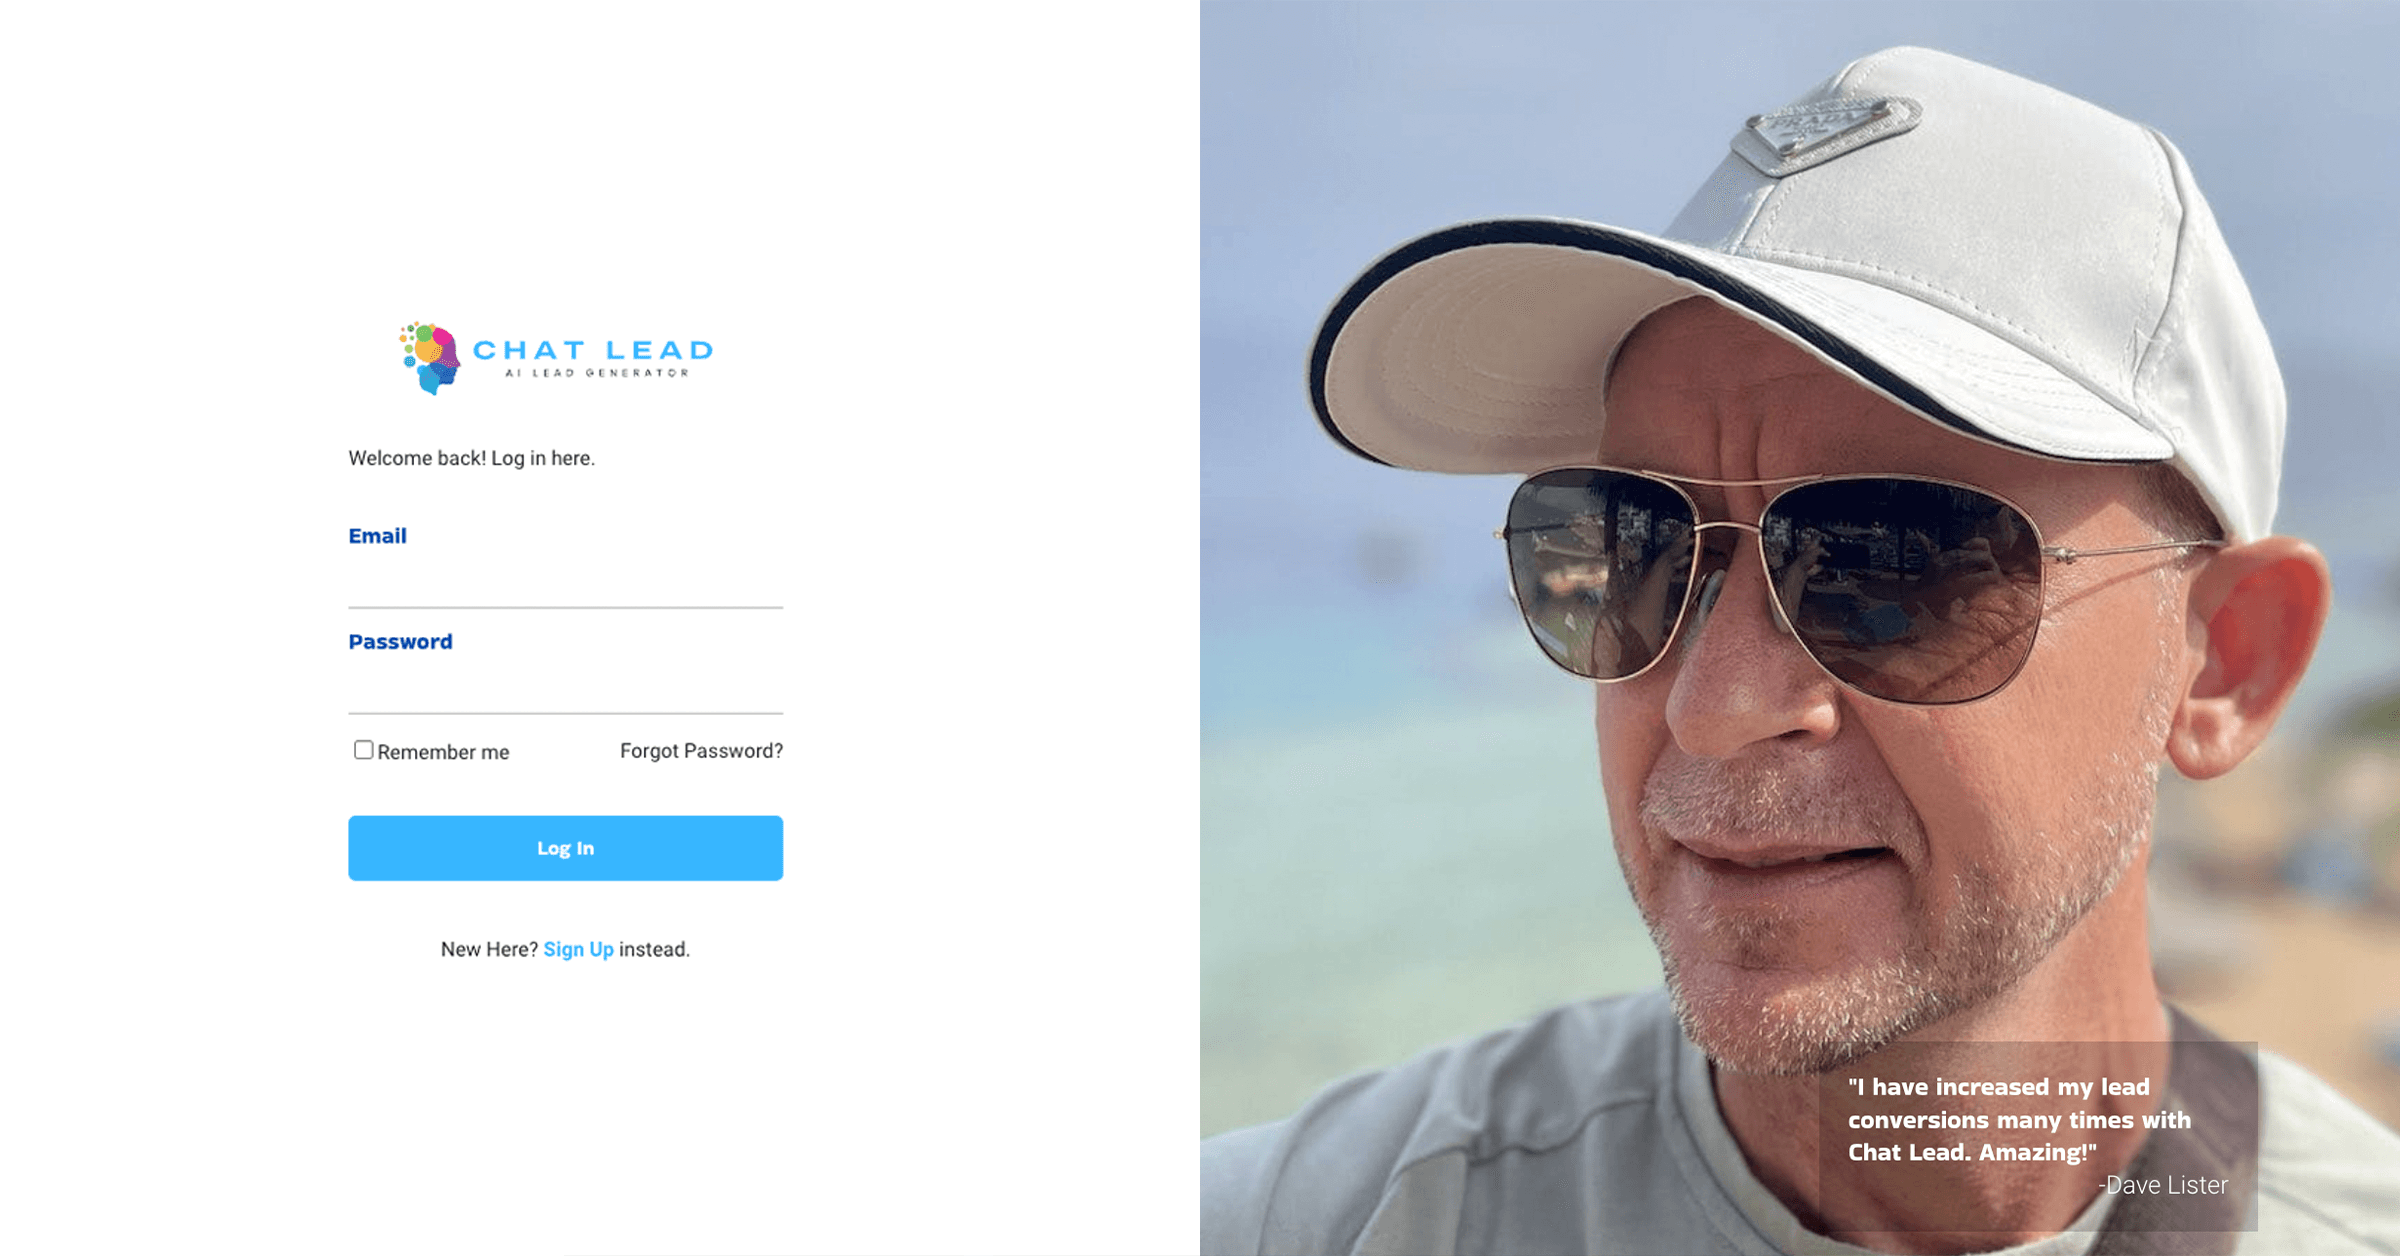 CHAT LEAD
AI LEAD GENERATOR
Welcome back! Log in here.
Email
Password
Remember me
Forgot Password?
Log In
New Here? Sign Up instead.
PRADA
"I have increased my lead
conversions many times with
Chat Lead. Amazing!"
-Dave Lister